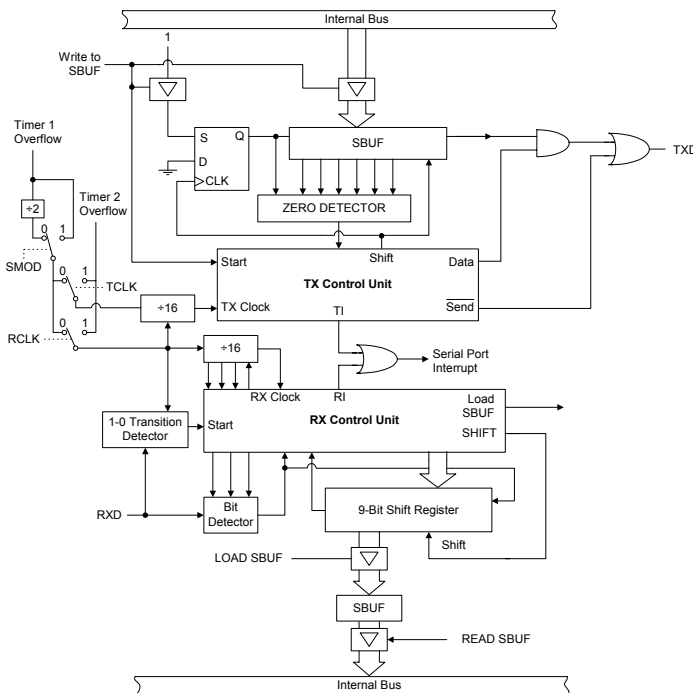 Internal Bus
1
Write to
SBUF
S
Q
D
CLK
SBUF
TXD
ZERO DETECTOR
Timer 1
Overflow
Timer 2
Overflow
÷2
0
1
SMOD
0
1
TCLK
0
1
RCLK
÷16
Start
Shift
Data
TX Control Unit
TX Clock
TI
Send
÷16
Serial Port
Interrupt
RX Clock
RI
Load
SBUF
1-0 Transition
Detector
Start
RX Control Unit
SHIFT
RXD
Bit
Detector
9-Bit Shift Register
Shift
LOAD SBUF
SBUF
READ SBUF
Internal Bus